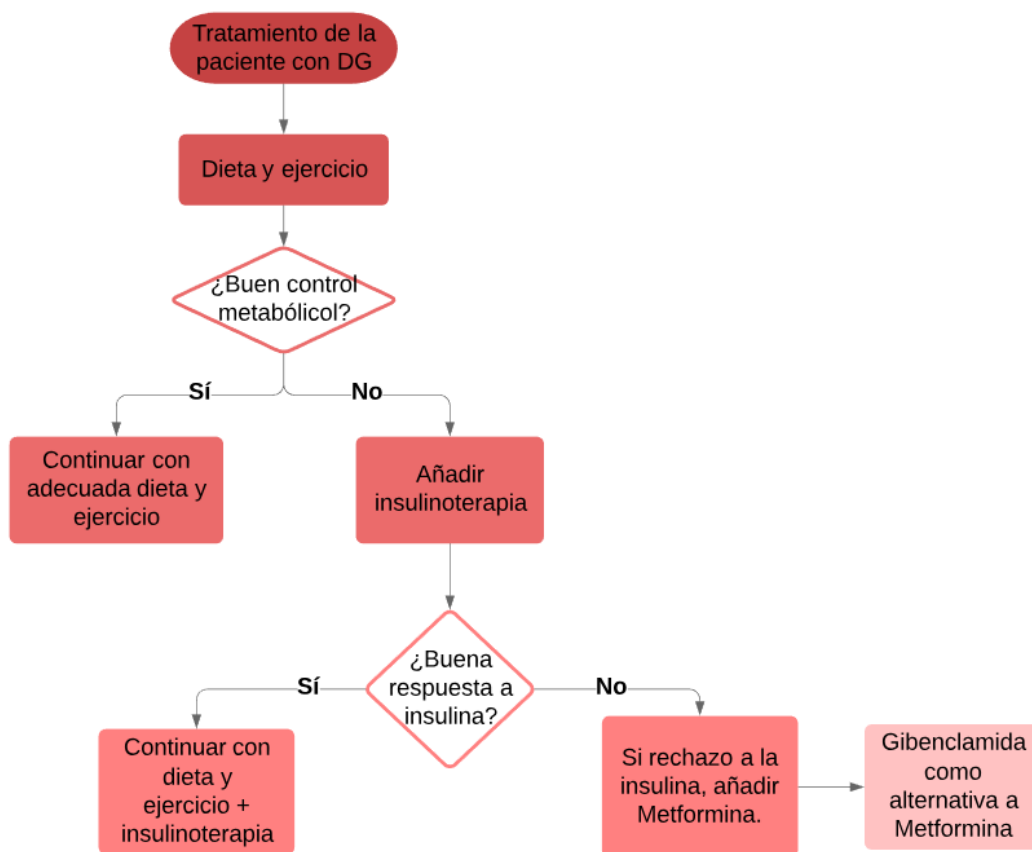 Tratamiento de la
paciente con DG
Dieta y ejercicio
¿Buen control
metabólicol?
Sí
No
Continuar con
adecuada dieta y
ejercicio
Añadir
insulinoterapia
¿Buena
respuesta a
insulina?
Sí
No
Continuar con
dieta y
ejercicio +
insulinoterapia
Si rechazo a la
insulina, añadir
Metformina.
Gibenclamida
como
alternativa a
Metformina